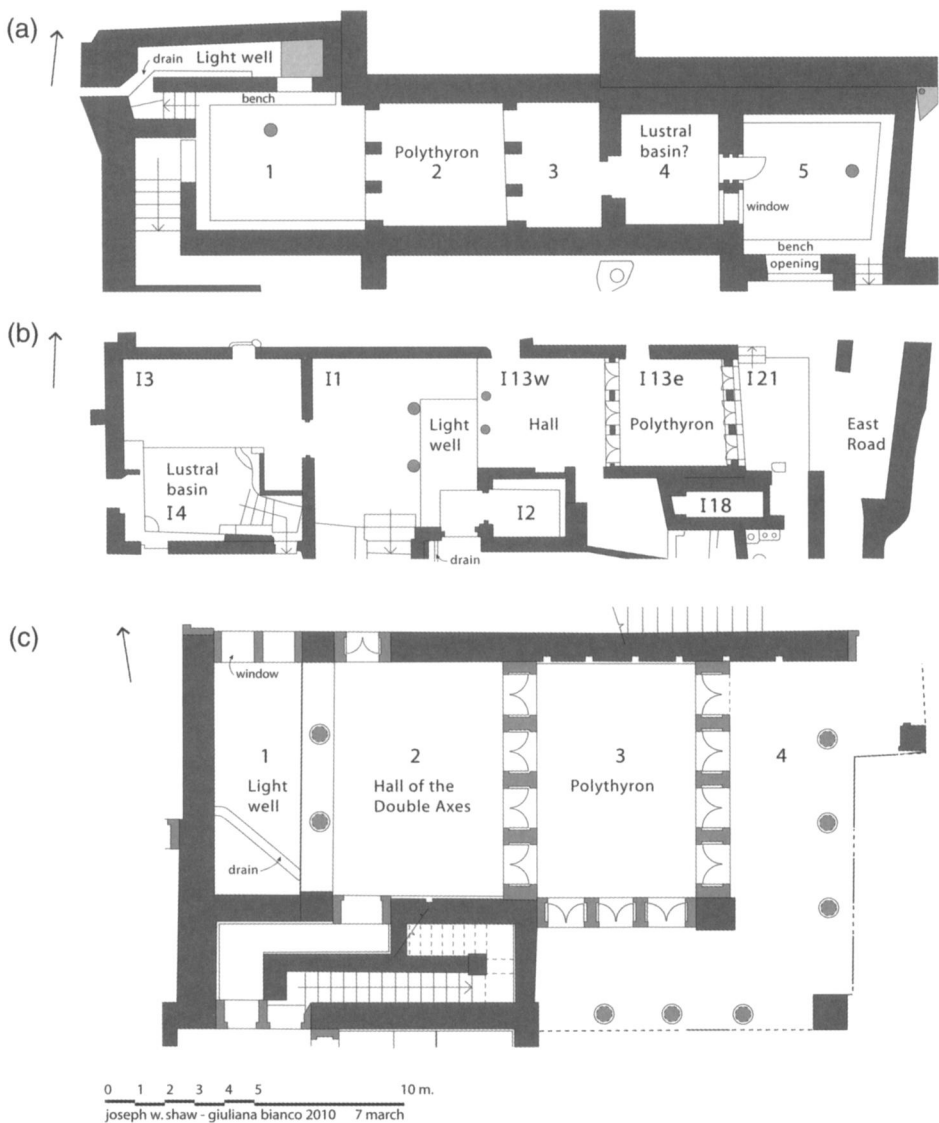 (a)
drain Light well
bench
Polythyron
1
2
3
Lustral
basin?
4
5
window
bench
opening
(b)
I3
I1
I13w
I13e
I21
Light
well
Hall
Polythyron
East
Road
Lustral
basin
I4
I2
I18
drain
(c)
window
1
Light
well
2
Hall of the
Double Axes
3
Polythyron
4
drain
0 1 2 3 4 5 10 m.
joseph w. shaw - giuliana bianco 2010 7 march